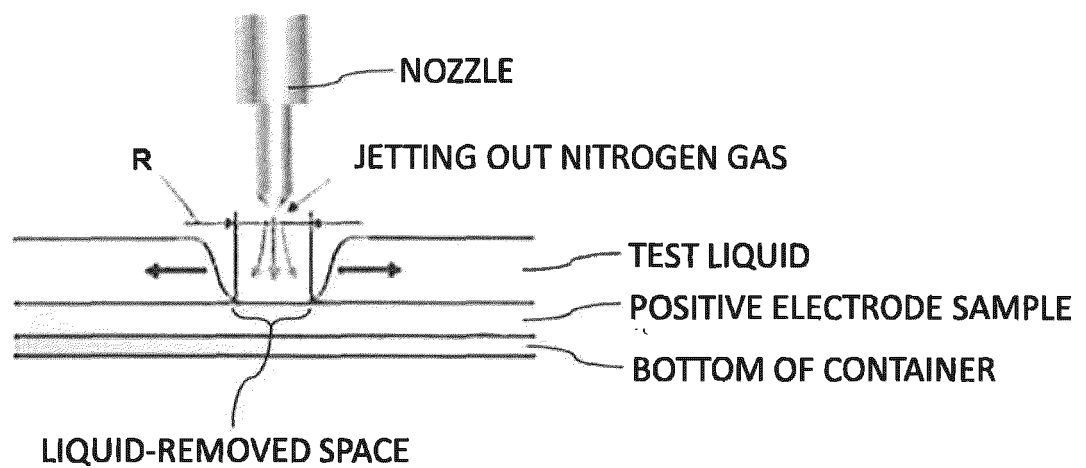 NOZZLE
R
JETTING OUT NITROGEN GAS
TEST LIQUID
POSITIVE ELECTRODE SAMPLE
BOTTOM OF CONTAINER
LIQUID-REMOVED SPACE